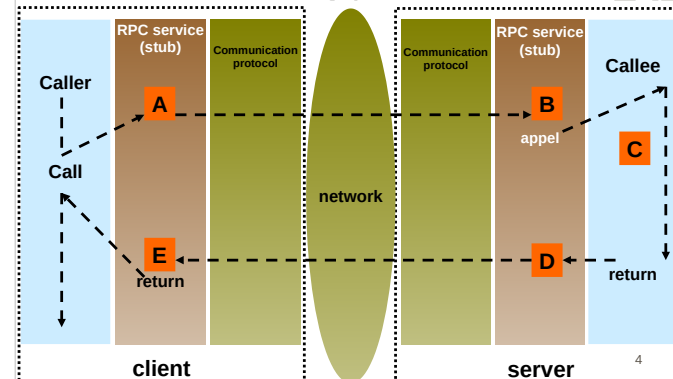 RPC service
(stub)
Communication
protocol
Communication
protocol
RPC service
(stub)
Callee
Caller
A
B
appel
C
Call
network
E
return
D
return
client
server
4